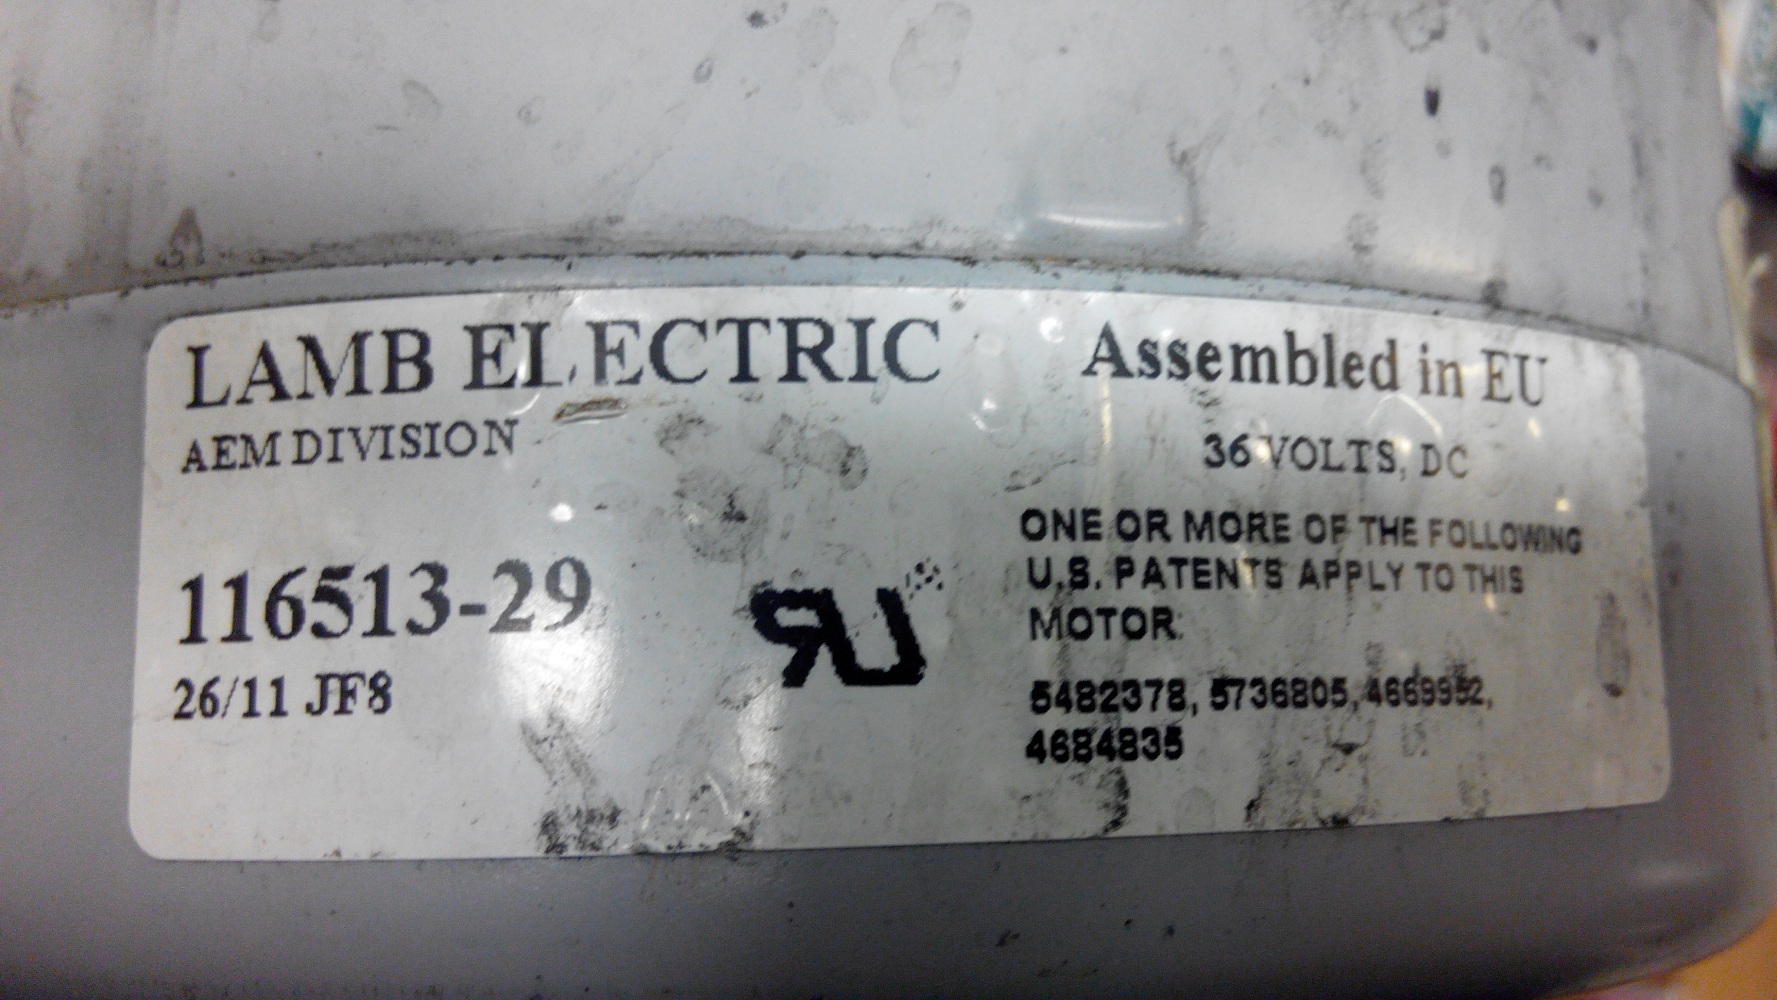 LAMB ELECTRIC
AEM DIVISION
116513-29
26/11 JF8
Assembled in EU
36 VOLTS, DC
ONE OR MORE OF THE FOLLOWING
U.S. PATENTS APPLY TO THIS
MOTOR:
5482378, 5736805, 4669952,
4684835